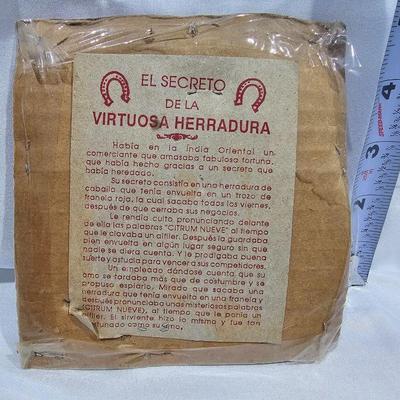 EL SECRETO
DE LA
VIRTUOSA HERRADURA
Había en la India Oriental un
comerciante que amasaba fabulosa fortuna,
que había hecho gracias a un secreto que
había heredado.
Su secreto consistía en una herradura de
caballo que tenía envuelta en un trozo de
franela roja, la cual sacaba todos los viernes,
después de que cerraba sus negocios.
Le rendía culto pronunciando delante
de ella las palabras "CITRUM NUEVE" al tiempo
que le clavaba un alfiler. Después la guardaba
bien envuelta en algún lugar seguro sin que
nadie se diera cuenta. Y le prodigaba buena
suerte y astucia para vencer a sus competidores.
Un empleado dándose cuenta que su
amo se tardaba más que de costumbre y se
propuso espiarlo. Mirado que sacaba una
herradura que tenía envuelta en una franela y
después pronunciaba unas misteriosas palabras
(CITRUM NUEVE), al tiempo que le ponía un
alfiler. El sirviente hizo lo mismo y fue tan
afortunado como su amo.
2
3
4